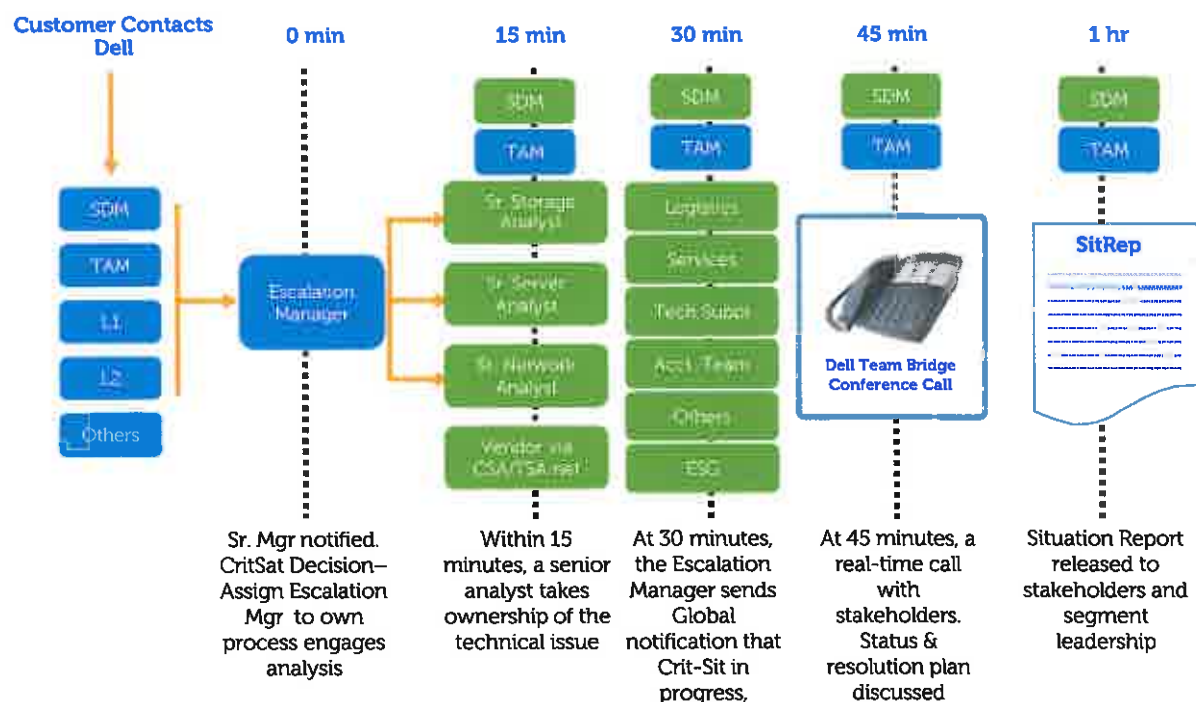 Customer Contacts
Dell
0 min
15 min
30 min
45 min
1 hr
SDM
TAM
L1
L2
Others
Escalation
Manager
SDM
TAM
Sr. Storage
Analyst
Sr. Server
Analyst
Sr. Network
Analyst
Vendor via
CSA/TSA.net
SDM
TAM
Logistics
Services
Tech Suppt
Acct. Team
Others
ESG
SDM
TAM
Dell Team Bridge
Conference Call
SDM
TAM
SitRep
Sr. Mgr notified.
CritSat Decision–
Assign Escalation
Mgr to own
process engages
analysis
Within 15
minutes, a senior
analyst takes
ownership of the
technical issue
At 30 minutes,
the Escalation
Manager sends
Global
notification that
Crit-Sit in
progress,
At 45 minutes, a
real-time call
with
stakeholders.
Status &
resolution plan
discussed
Situation Report
released to
stakeholders and
segment
leadership